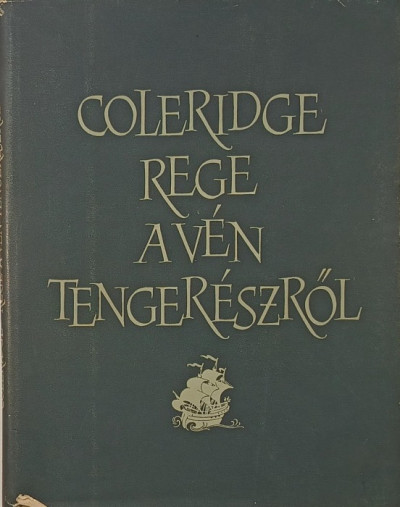 COLERIDGE
REGE
A VÉN
TENGERÉSZRŐL